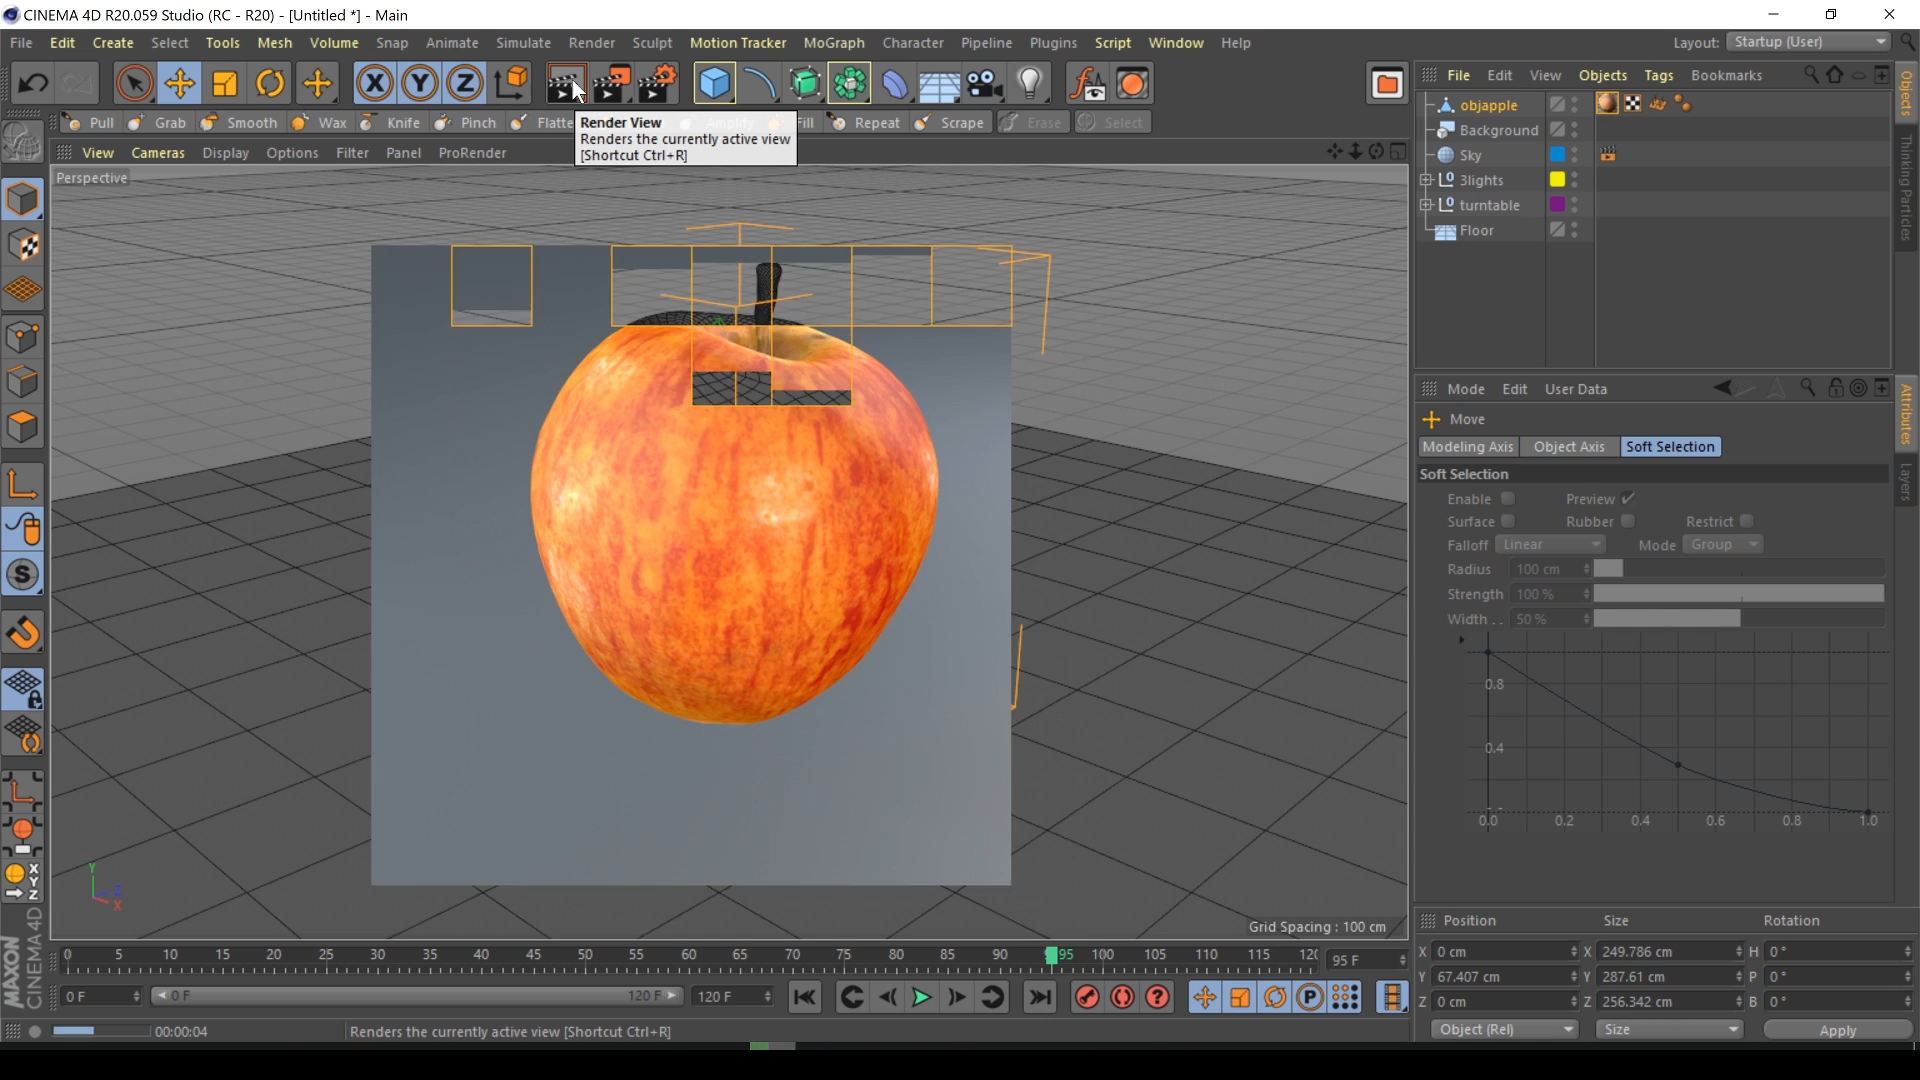 CINEMA 4D R20.059 Studio (RC - R20) - [Untitled *] - Main
File Edit Create Select Tools Mesh Volume Snap Animate Simulate Render Sculpt Motion Tracker MoGraph Character Pipeline Plugins Script Window Help Layout: Startup (User)
X Y Z
File Edit View Objects Tags Bookmarks
Pull Grab Smooth Wax Knife Pinch Flatte Amplify Fill Repeat Scrape Erase Select
Render View
Renders the currently active view
[Shortcut Ctrl+R]
View Cameras Display Options Filter Panel ProRender
Perspective
objapple
Background
Sky
3lights
turntable
Floor
Objects
Thinking Particles
Mode Edit User Data
Move
Modeling Axis Object Axis Soft Selection
Soft Selection
Enable Preview
Surface Rubber Restrict
Falloff Linear Mode Group
Radius 100 cm
Strength 100 %
Width . . 50 %
0.8
0.4
0.0 0.2 0.4 0.6 0.8 1.0
Attributes
Layers
S
X
Y
Z
Y
Z
X
Grid Spacing : 100 cm
0 5 10 15 20 25 30 35 40 45 50 55 60 65 70 75 80 85 90 95 100 105 110 115 120 95 F
0 F 0 F 120 F 120 F P
MAXON
CINEMA 4D
00:00:04 Renders the currently active view [Shortcut Ctrl+R]
Position Size Rotation
X 0 cm X 249.786 cm H 0 °
Y 67.407 cm Y 287.61 cm P 0 °
Z 0 cm Z 256.342 cm B 0 °
Object (Rel) Size Apply